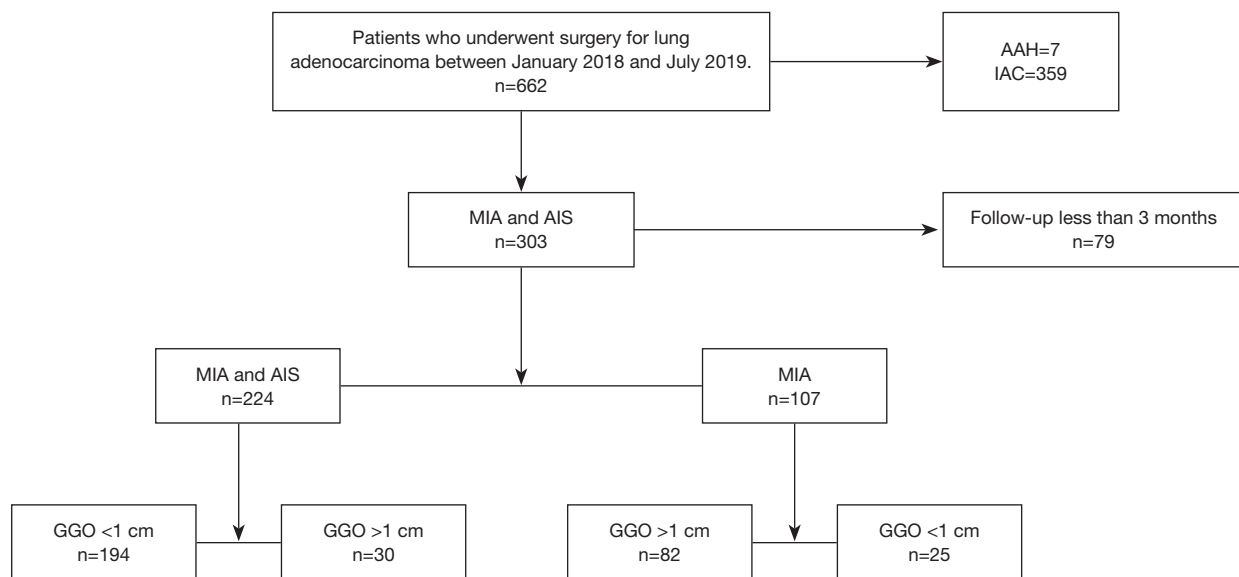 Patients who underwent surgery for lung
adenocarcinoma between January 2018 and July 2019.
n=662
AAH=7
IAC=359
MIA and AIS
n=303
Follow-up less than 3 months
n=79
MIA and AIS
n=224
MIA
n=107
GGO <1 cm
n=194
GGO >1 cm
n=30
GGO >1 cm
n=82
GGO <1 cm
n=25